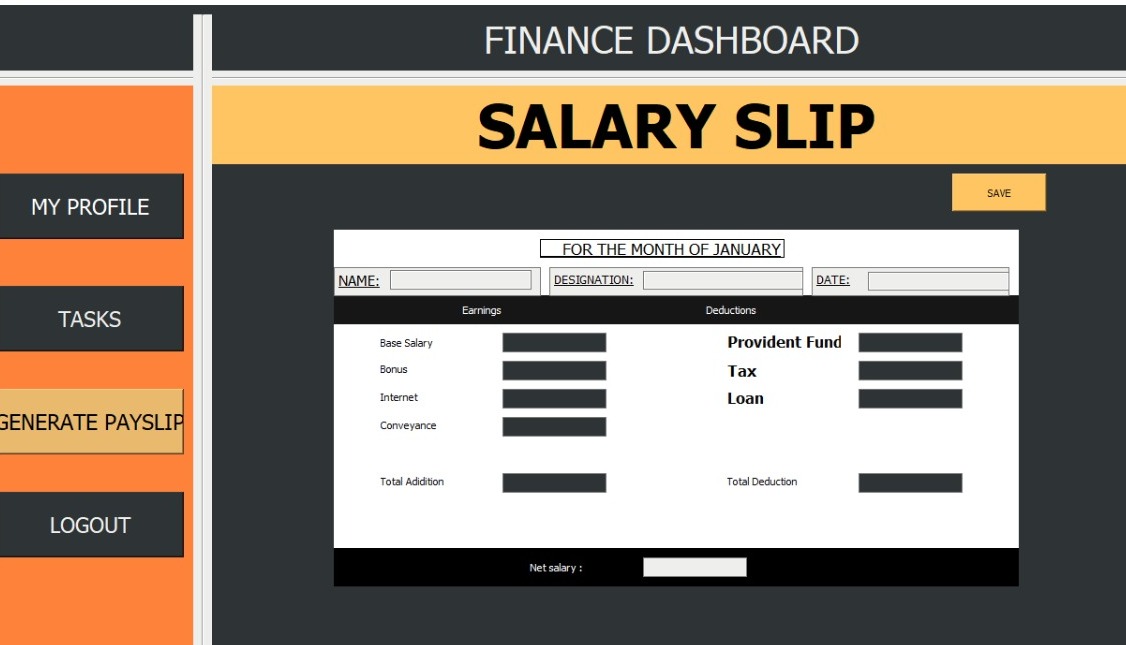 FINANCE DASHBOARD
SALARY SLIP
SAVE
MY PROFILE
TASKS
GENERATE PAYSLIP
LOGOUT
FOR THE MONTH OF JANUARY
NAME: DESIGNATION: DATE:
Earnings Deductions
Base Salary Provident Fund
Bonus Tax
Internet Loan
Conveyance
Total Adidition Total Deduction
Net salary :